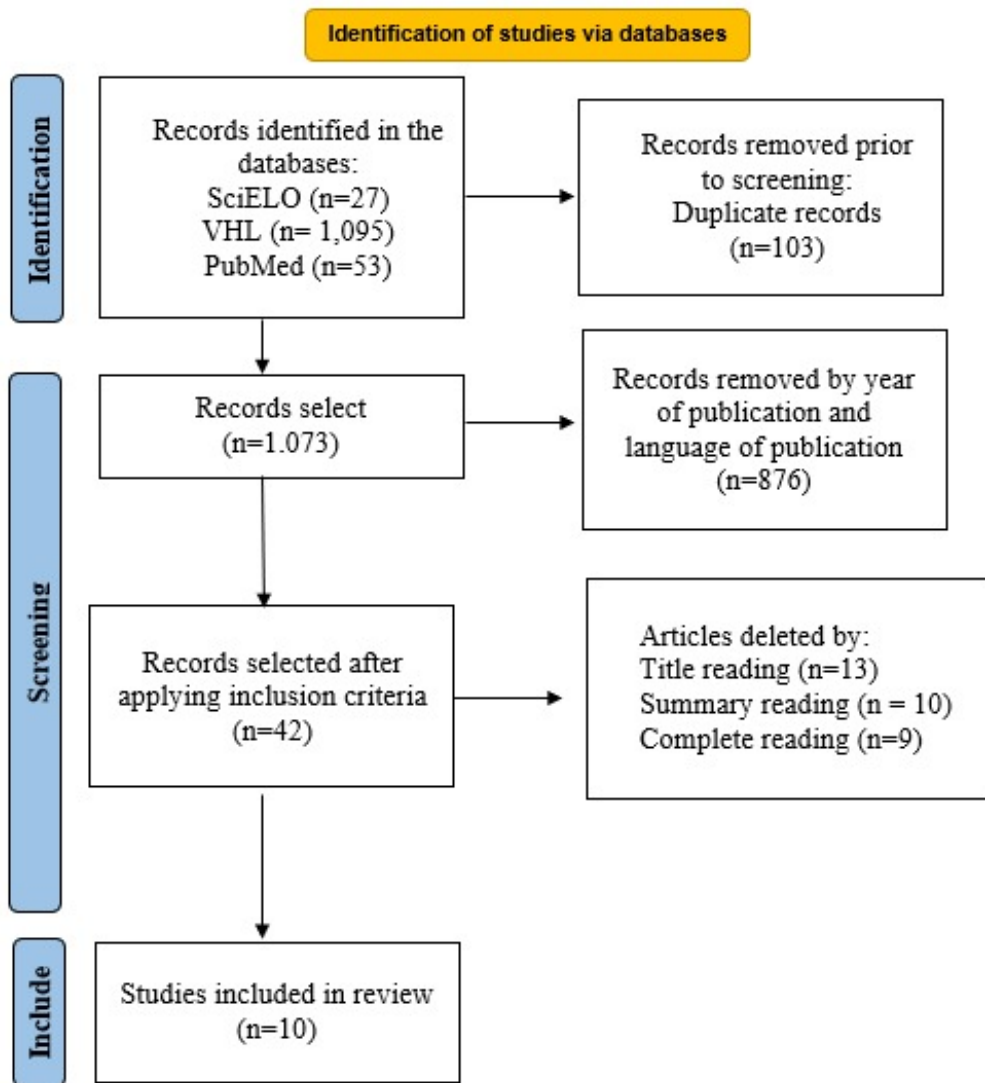 Identification of studies via databases
Identification
Records identified in the
databases:
SciELO (n=27)
VHL (n= 1,095)
PubMed (n=53)
Records removed prior
to screening:
Duplicate records
(n=103)
Screening
Records select
(n=1.073)
Records removed by year
of publication and
language of publication
(n=876)
Records selected after
applying inclusion criteria
(n=42)
Articles deleted by:
Title reading (n=13)
Summary reading (n = 10)
Complete reading (n=9)
Include
Studies included in review
(n=10)